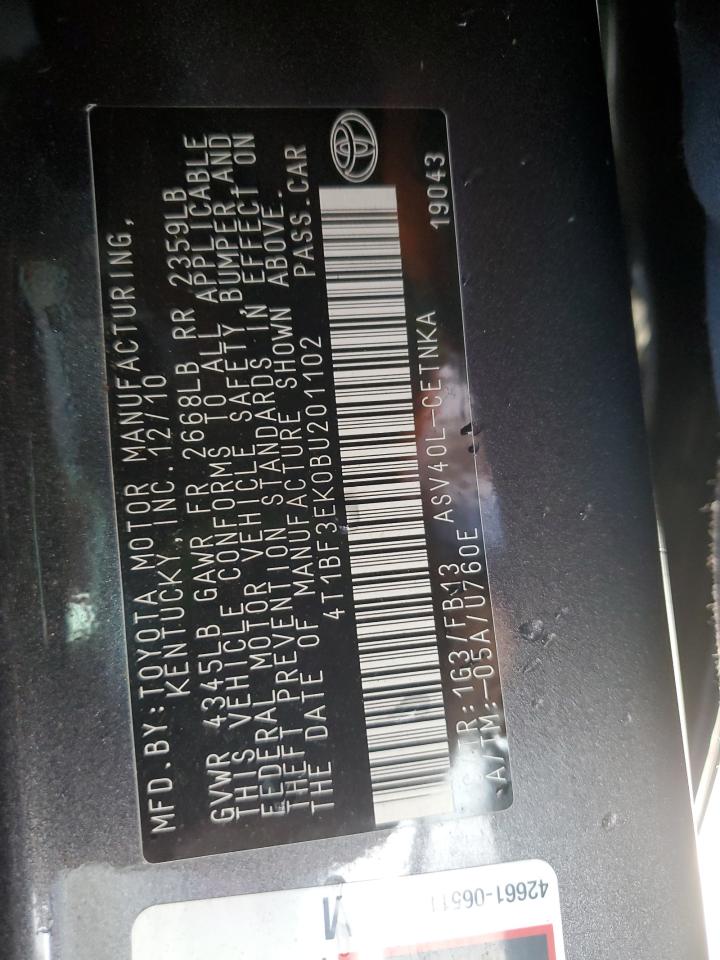 MFD.BY:TOYOTA MOTOR MANUFACTURING,
KENTUCKY, INC.12/10
GVWR 4345LB GAWR FR 2668LB RR 2359LB
THIS VEHICLE CONFORMS TO ALL APPLICABLE
FEDERAL MOTOR VEHICLE SAFETY,BUMPER,AND
THEFT PREVENTION STANDARDS IN EFFECT ON
THE DATE OF MANUFACTURE SHOWN ABOVE.
4T1BF3EK0BU201102 PASS.CAR
/TR:1G3/FB13 ASV40L-CETNKA 19043
A/TM:-05A/U760E
42661-06511